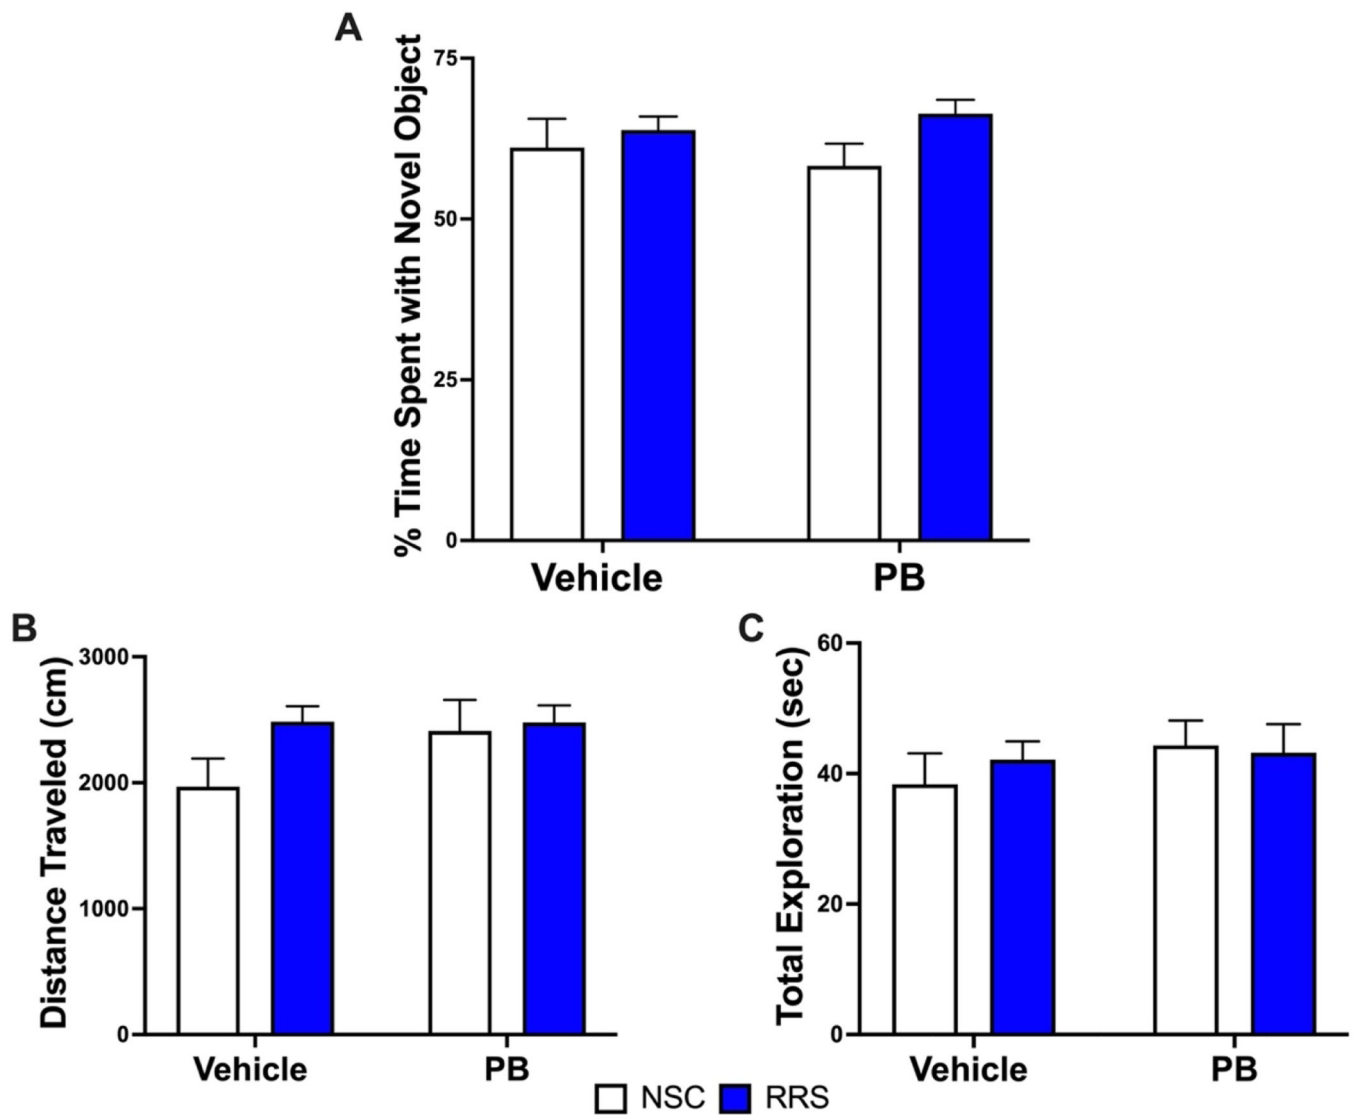 A
% Time Spent with Novel Object
75
50
25
0
Vehicle PB
B
Distance Traveled (cm)
3000
2000
1000
0
Vehicle PB
C
Total Exploration (sec)
60
40
20
0
Vehicle PB
NSC RRS